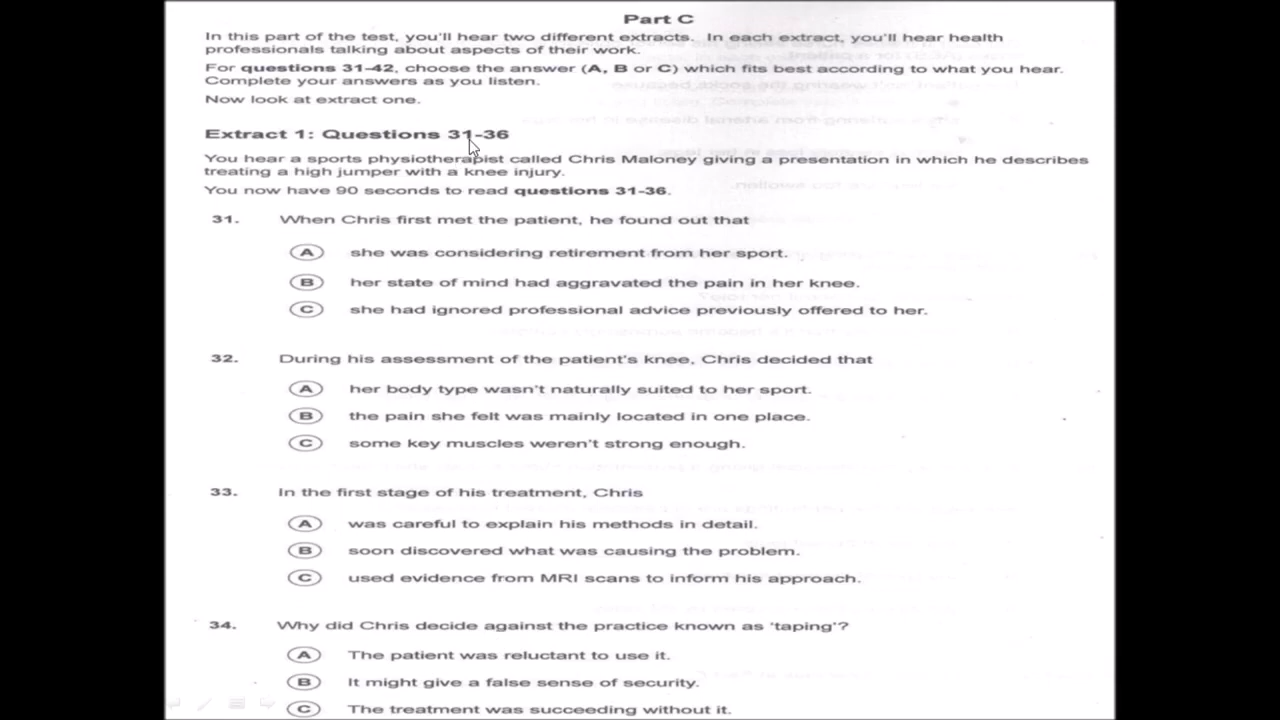 Part C
In this part of the test, you'll hear two different extracts. In each extract, you'll hear health
professionals talking about aspects of their work.
For questions 31-42, choose the answer (A, B or C) which fits best according to what you hear.
Complete your answers as you listen.
Now look at extract one.
Extract 1: Questions 31-36
You hear a sports physiotherapist called Chris Maloney giving a presentation in which he describes
treating a high jumper with a knee injury.
You now have 90 seconds to read questions 31-36.
31. When Chris first met the patient, he found out that
A she was considering retirement from her sport.
B her state of mind had aggravated the pain in her knee.
C she had ignored professional advice previously offered to her.
32. During his assessment of the patient's knee, Chris decided that
A her body type wasn't naturally suited to her sport.
B the pain she felt was mainly located in one place.
C some key muscles weren't strong enough.
33. In the first stage of his treatment, Chris
A was careful to explain his methods in detail.
B soon discovered what was causing the problem.
C used evidence from MRI scans to inform his approach.
34. Why did Chris decide against the practice known as 'taping'?
A The patient was reluctant to use it.
B It might give a false sense of security.
C The treatment was succeeding without it.